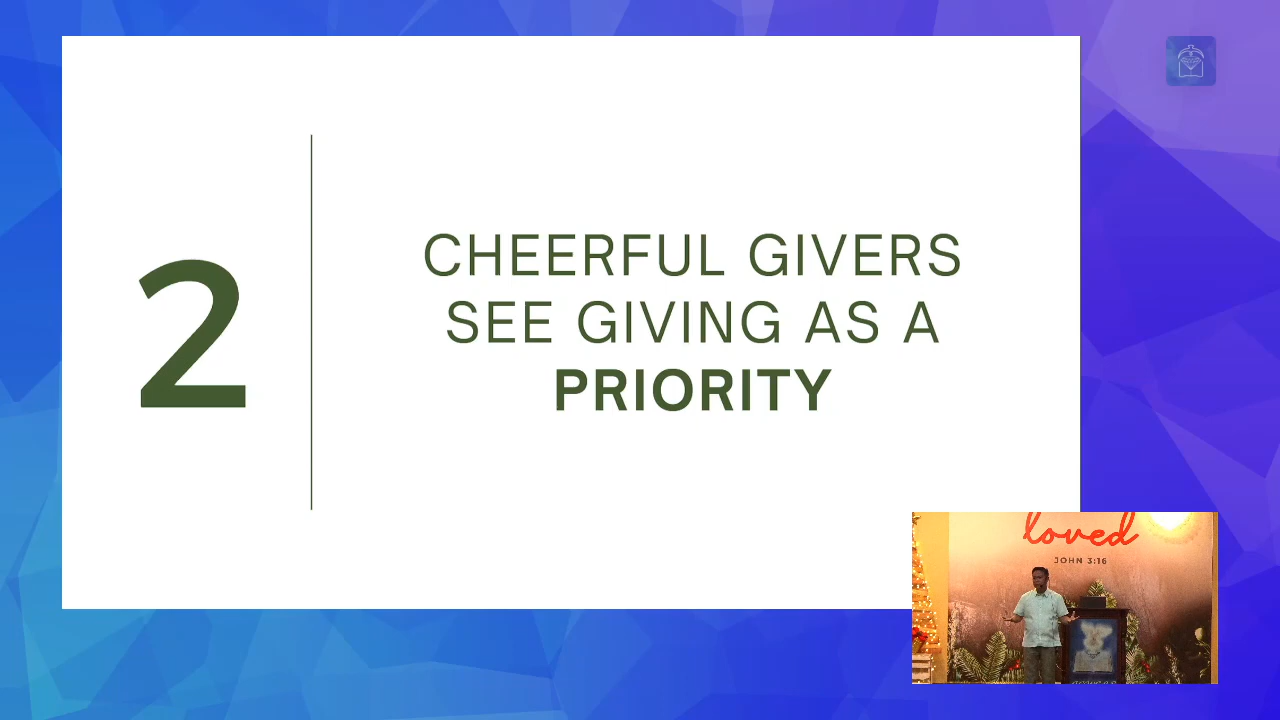 2
CHEERFUL GIVERS
SEE GIVING AS A
PRIORITY
loved
JOHN 3:16